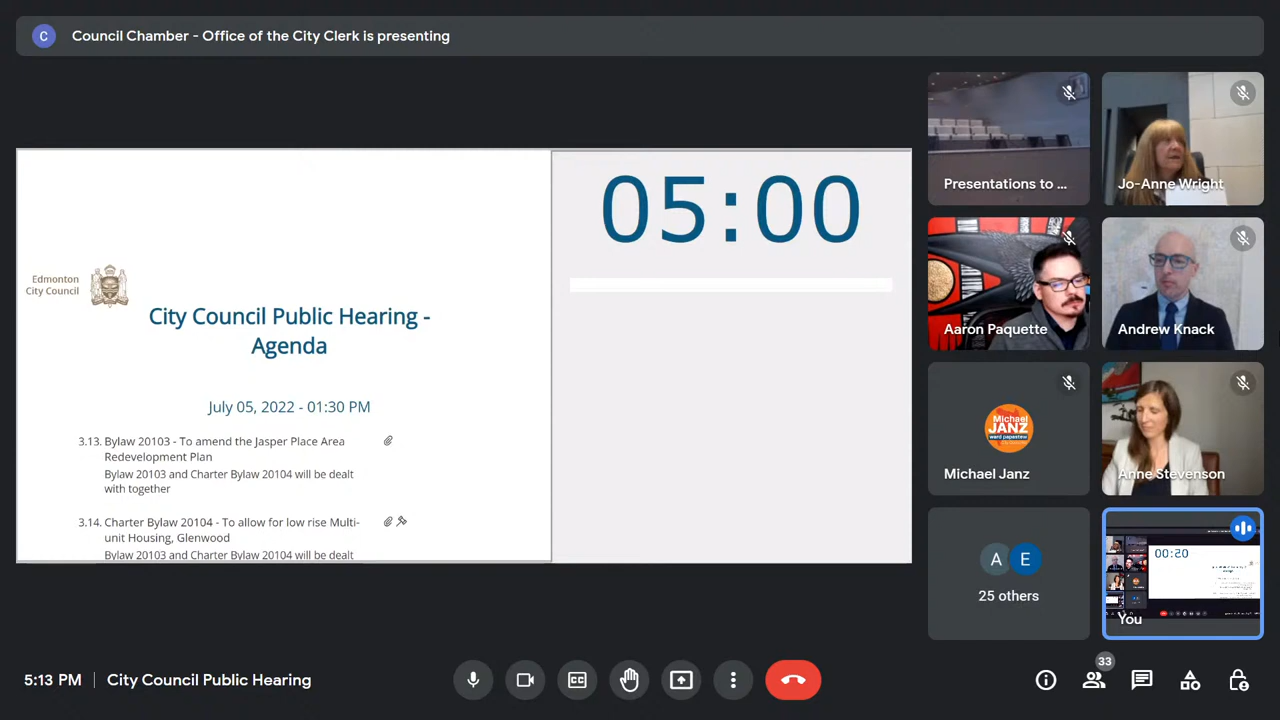 C
Council Chamber - Office of the City Clerk is presenting
Edmonton
City Council
City Council Public Hearing -
Agenda
July 05, 2022 - 01:30 PM
3.13. Bylaw 20103 - To amend the Jasper Place Area
Redevelopment Plan
Bylaw 20103 and Charter Bylaw 20104 will be dealt
with together
3.14. Charter Bylaw 20104 - To allow for low rise Multi-
unit Housing, Glenwood
Bylaw 20103 and Charter Bylaw 20104 will be dealt
05:00
Presentations to ...
Jo-Anne Wright
Aaron Paquette
Andrew Knack
Michael
JANZ
ward papastew
Michael Janz
Anne Stevenson
A E
25 others
00:50
You
5:13 PM | City Council Public Hearing
33